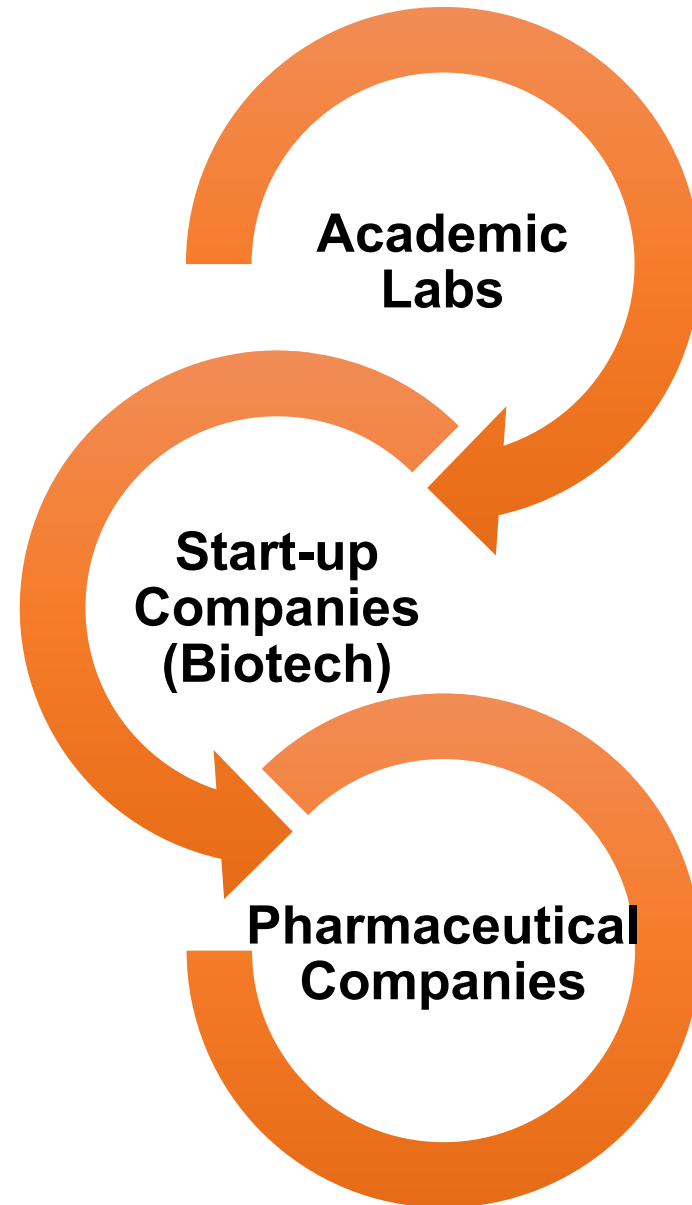 Academic
Labs
Start-up
Companies
(Biotech)
Pharmaceutical
Companies